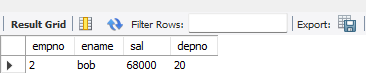 Result Grid Filter Rows: Export:
empno ename sal depno
2 bob 68000 20